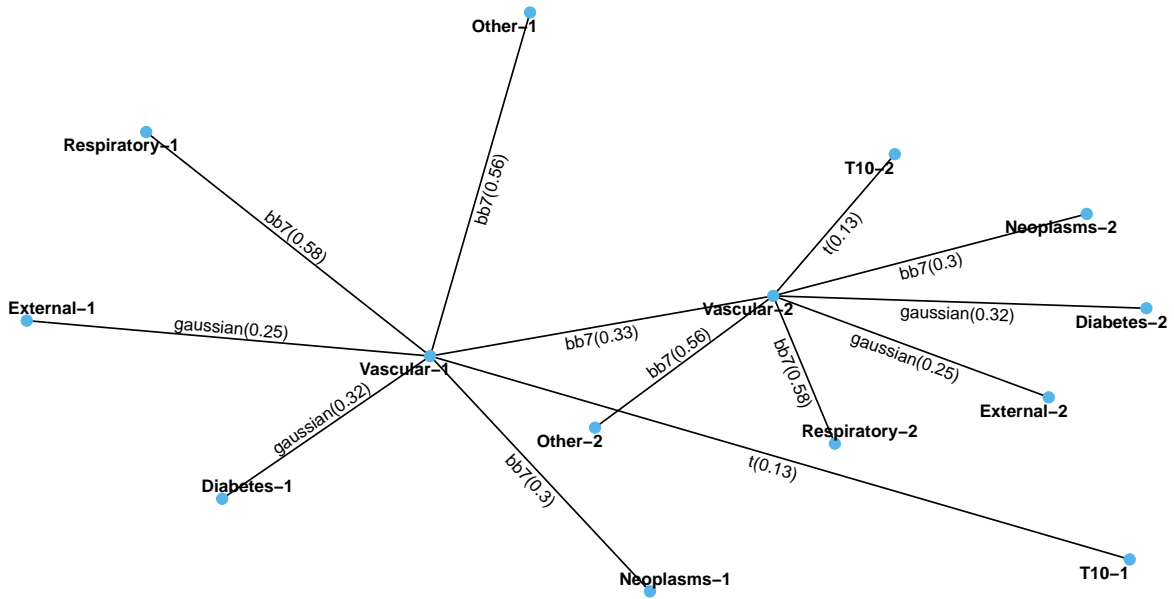 Other−1
Respiratory−1
bb7(0.56)
T10−2
bb7(0.58)
Neoplasms−2
t(0.13)
bb7(0.3)
External−1
Vascular−2
gaussian(0.32)
Diabetes−2
gaussian(0.25)
bb7(0.33)
bb7(0.56)
bb7(0.58)
gaussian(0.25)
Vascular−1
gaussian(0.32)
External−2
Other−2
Respiratory−2
t(0.13)
Diabetes−1
bb7(0.3)
Neoplasms−1
T10−1